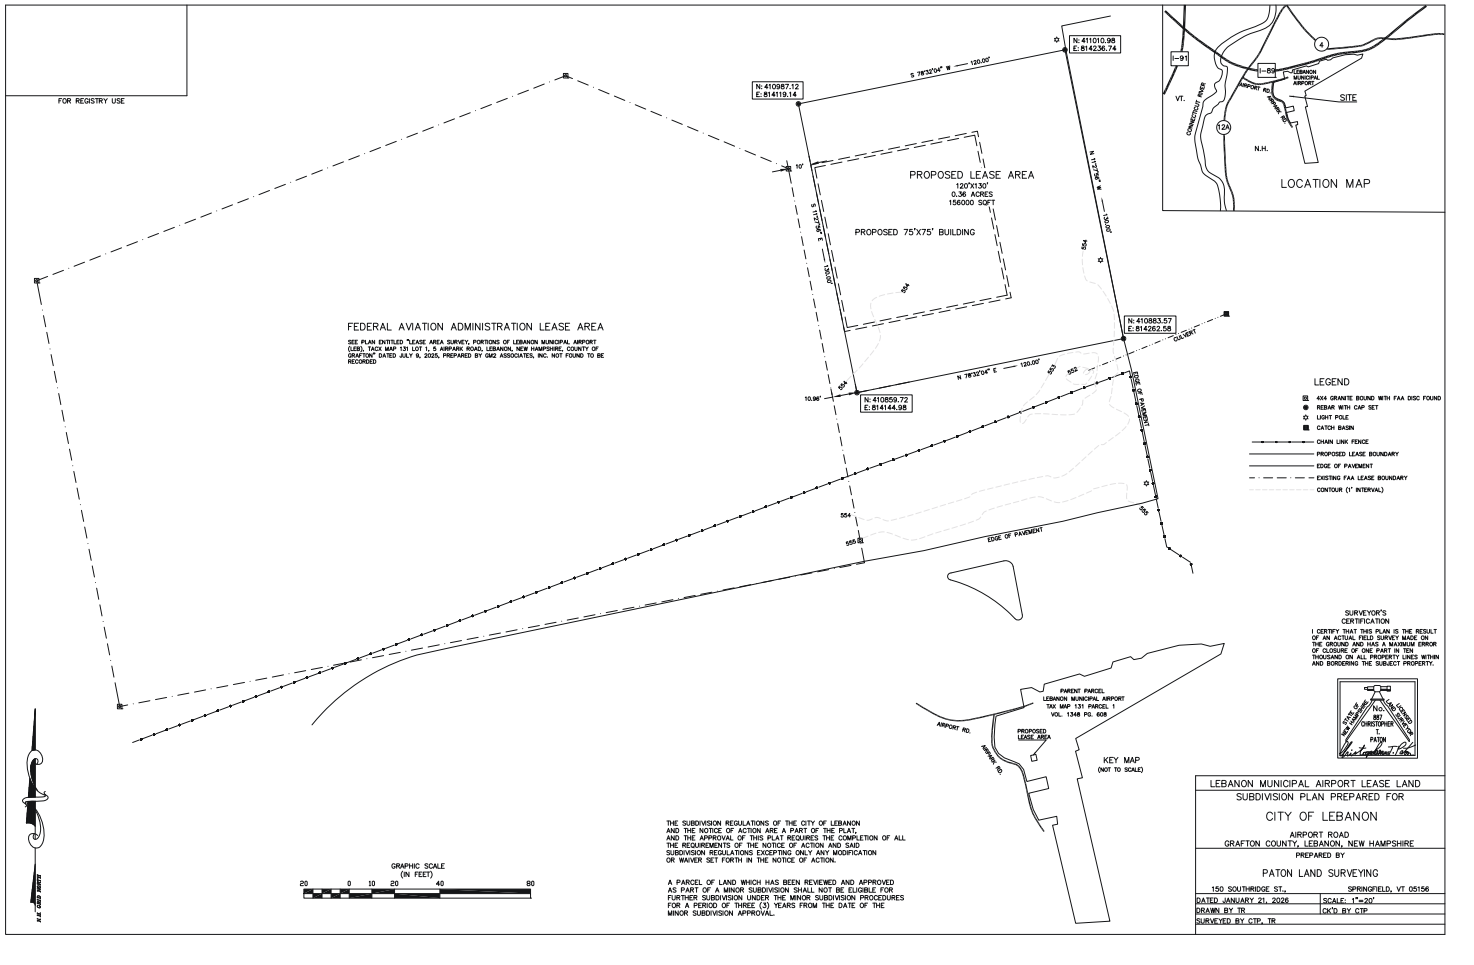 FOR REGISTRY USE
N: 411010.98
E: 814236.74
S 78°32'04" W
120.00'
N: 410987.12
E: 814119.14
10'
PROPOSED LEASE AREA
120'X130'
0.36 ACRES
156000 SQFT
PROPOSED 75'X75' BUILDING
S 11°27'56" E
130.00'
N 11°27'56" W
130.00'
554
554
N: 410883.57
E: 814262.58
CULVERT
N 78°32'04" E
120.00'
553
552
554
10.96'
N: 410859.72
E: 814144.98
EDGE OF PAVEMENT
FEDERAL AVIATION ADMINISTRATION LEASE AREA
SEE PLAN ENTITLED "LEASE AREA SURVEY, PORTIONS OF LEBANON MUNICIPAL AIRPORT
(LEB), TACX MAP 131 LOT 1, 5 AIRPARK ROAD, LEBANON, NEW HAMPSHIRE, COUNTY OF
GRAFTON" DATED JULY 9, 2025, PREPARED BY GM2 ASSOCIATES, INC. NOT FOUND TO BE
RECORDED
554
555
555
EDGE OF PAVEMENT
I-91
4
I-89
LEBANON
MUNICIPAL
AIRPORT
AIRPORT RD.
AIRPARK RD.
SITE
VT.
CONNECTICUT RIVER
12A
N.H.
LOCATION MAP
LEGEND
4X4 GRANITE BOUND WITH FAA DISC FOUND
REBAR WITH CAP SET
LIGHT POLE
CATCH BASIN
CHAIN LINK FENCE
PROPOSED LEASE BOUNDARY
EDGE OF PAVEMENT
EXISTING FAA LEASE BOUNDARY
CONTOUR (1' INTERVAL)
SURVEYOR'S
CERTIFICATION
I CERTIFY THAT THIS PLAN IS THE RESULT
OF AN ACTUAL FIELD SURVEY MADE ON
THE GROUND AND HAS A MAXIMUM ERROR
OF CLOSURE OF ONE PART IN TEN
THOUSAND ON ALL PROPERTY LINES WITHIN
AND BORDERING THE SUBJECT PROPERTY.
STATE OF
NEW HAMPSHIRE
LICENSED
LAND SURVEYOR
No.
887
CHRISTOPHER
T.
PATON
Christopher T. Paton
PARENT PARCEL
LEBANON MUNICIPAL AIRPORT
TAX MAP 131 PARCEL 1
VOL. 1348 PG. 608
AIRPORT RD.
AIRPARK RD.
PROPOSED
LEASE AREA
KEY MAP
(NOT TO SCALE)
N.H. GRID NORTH
GRAPHIC SCALE
(IN FEET)
20 0 10 20 40 80
THE SUBDIVISION REGULATIONS OF THE CITY OF LEBANON
AND THE NOTICE OF ACTION ARE A PART OF THE PLAT,
AND THE APPROVAL OF THIS PLAT REQUIRES THE COMPLETION OF ALL
THE REQUIREMENTS OF THE NOTICE OF ACTION AND SAID
SUBDIVISION REGULATIONS EXCEPTING ONLY ANY MODIFICATION
OR WAIVER SET FORTH IN THE NOTICE OF ACTION.
A PARCEL OF LAND WHICH HAS BEEN REVIEWED AND APPROVED
AS PART OF A MINOR SUBDIVISION SHALL NOT BE ELIGIBLE FOR
FURTHER SUBDIVISION UNDER THE MINOR SUBDIVISION PROCEDURES
FOR A PERIOD OF THREE (3) YEARS FROM THE DATE OF THE
MINOR SUBDIVISION APPROVAL.
LEBANON MUNICIPAL AIRPORT LEASE LAND
SUBDIVISION PLAN PREPARED FOR
CITY OF LEBANON
AIRPORT ROAD
GRAFTON COUNTY, LEBANON, NEW HAMPSHIRE
PREPARED BY
PATON LAND SURVEYING
150 SOUTHRIDGE ST., SPRINGFIELD, VT 05156
DATED JANUARY 21, 2026 SCALE: 1"=20'
DRAWN BY TR CK'D BY CTP
SURVEYED BY CTP, TR